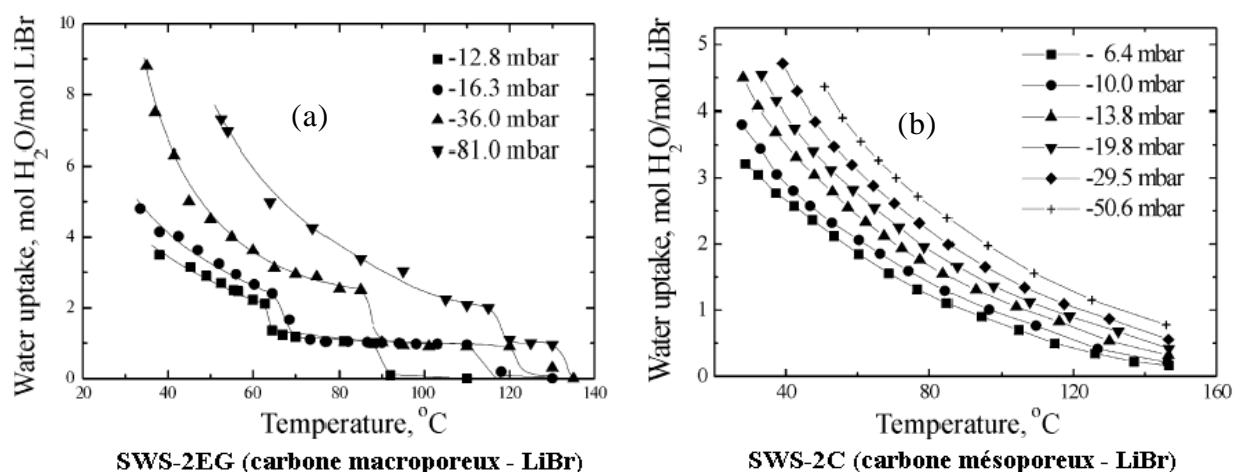 Water uptake, mol H₂O/mol LiBr
10
8
6
4
2
0
(a)
-12.8 mbar
-16.3 mbar
-36.0 mbar
-81.0 mbar
20 40 60 80 100 120 140
Temperature, °C
SWS-2EG (carbone macroporeux - LiBr)
Water uptake, mol H₂O/mol LiBr
5
4
3
2
1
0
(b)
- 6.4 mbar
-10.0 mbar
-13.8 mbar
-19.8 mbar
-29.5 mbar
-50.6 mbar
40 80 120 160
Temperature, °C
SWS-2C (carbone mésoporeux - LiBr)